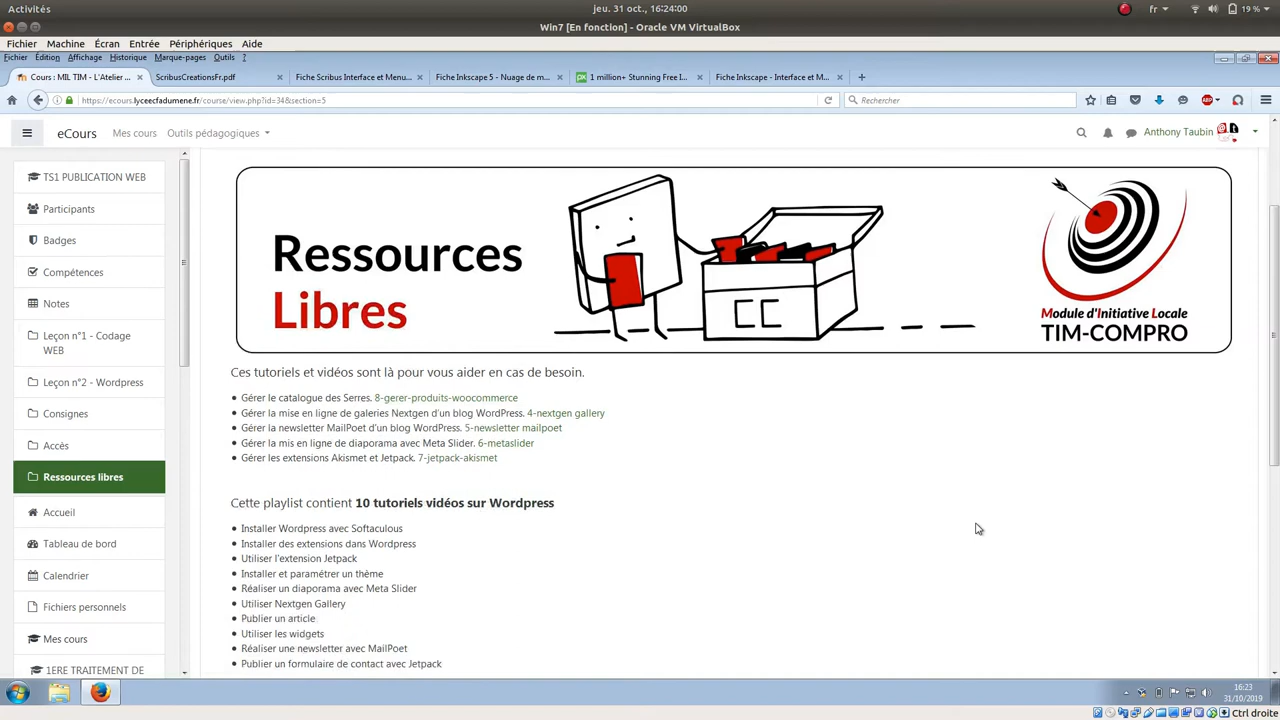 Activités
jeu. 31 oct., 16:24:00
fr
19 %
Win7 [En fonction] - Oracle VM VirtualBox
Fichier Machine Écran Entrée Périphériques Aide
Fichier Édition Affichage Historique Marque-pages Outils ?
Cours : MIL TIM - L'Atelier ...
ScribusCreationsFr.pdf
Fiche Scribus Interface et Menu...
Fiche Inkscape 5 - Nuage de m...
1 million+ Stunning Free I...
Fiche Inkscape - Interface et M...
https://ecours.lyceecfadumene.fr/course/view.php?id=34&section=5
Rechercher
eCours Mes cours Outils pédagogiques
Anthony Taubin
TS1 PUBLICATION WEB
Participants
Badges
Compétences
Notes
Leçon n°1 - Codage
WEB
Leçon n°2 - Wordpress
Consignes
Accès
Ressources libres
Accueil
Tableau de bord
Calendrier
Fichiers personnels
Mes cours
1ERE TRAITEMENT DE
Ressources
Libres
CC
Module d'Initiative Locale
TIM-COMPRO
Ces tutoriels et vidéos sont là pour vous aider en cas de besoin.
Gérer le catalogue des Serres. 8-gerer-produits-woocommerce
Gérer la mise en ligne de galeries Nextgen d'un blog WordPress. 4-nextgen gallery
Gérer la newsletter MailPoet d'un blog WordPress. 5-newsletter mailpoet
Gérer la mis en ligne de diaporama avec Meta Slider. 6-metaslider
Gérer les extensions Akismet et Jetpack. 7-jetpack-akismet
Cette playlist contient 10 tutoriels vidéos sur Wordpress
Installer Wordpress avec Softaculous
Installer des extensions dans Wordpress
Utiliser l'extension Jetpack
Installer et paramétrer un thème
Réaliser un diaporama avec Meta Slider
Utiliser Nextgen Gallery
Publier un article
Utiliser les widgets
Réaliser une newsletter avec MailPoet
Publier un formulaire de contact avec Jetpack
16:23
31/10/2019
Ctrl droite